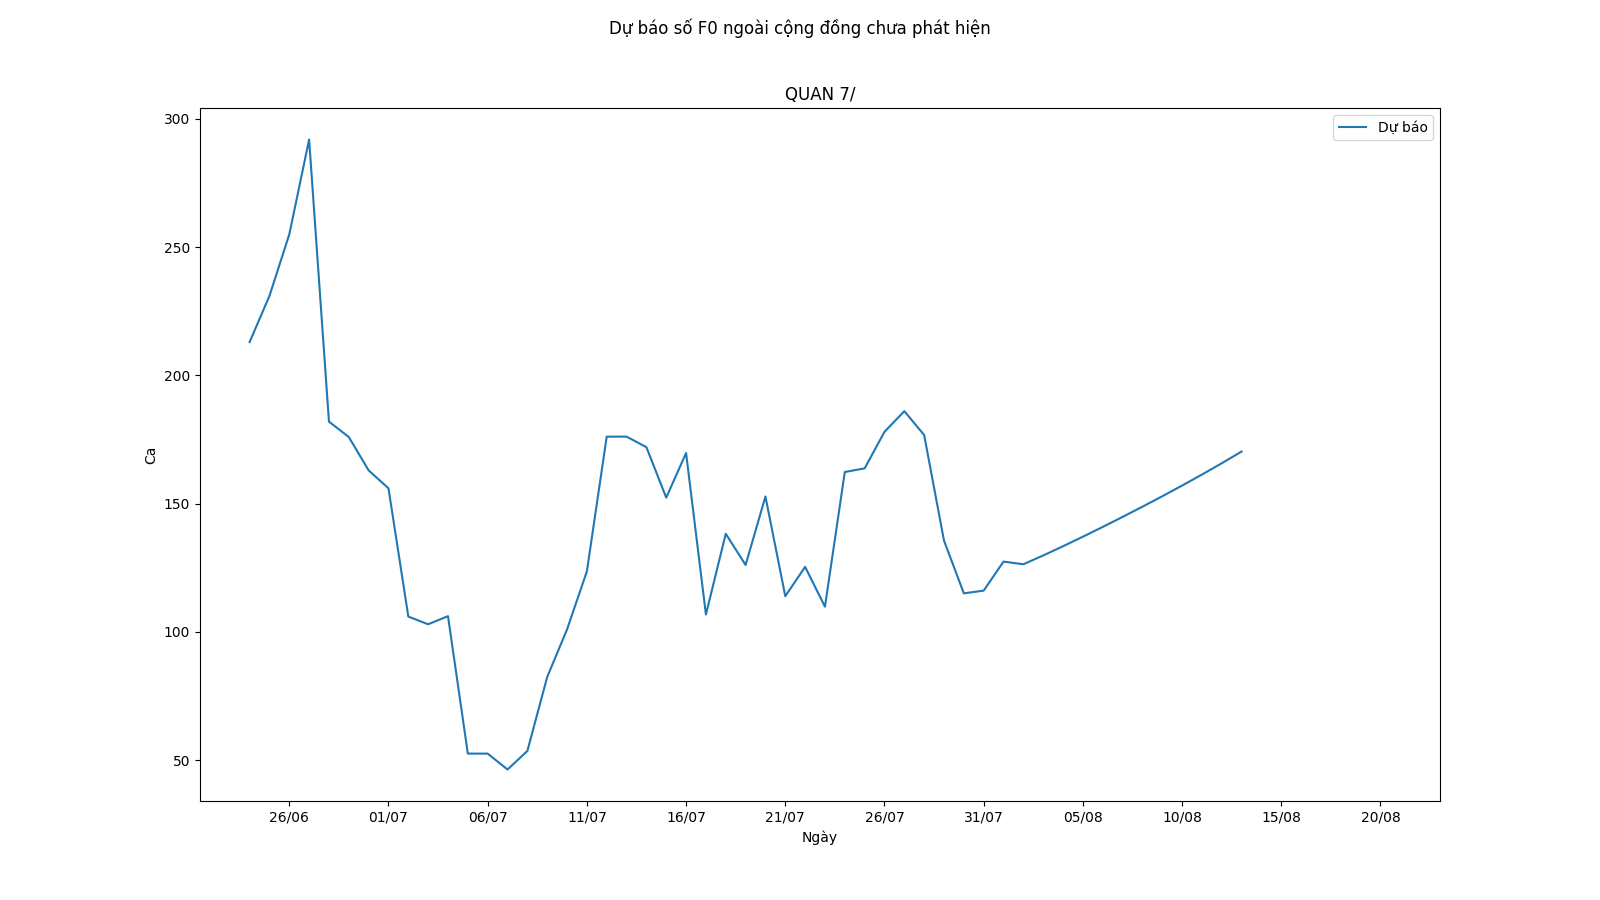 Dự báo số F0 ngoài cộng đồng chưa phát hiện
QUAN 7/
Dự báo
300
250
200
150
100
50
Ca
26/06 01/07 06/07 11/07 16/07 21/07 26/07 31/07 05/08 10/08 15/08 20/08
Ngày